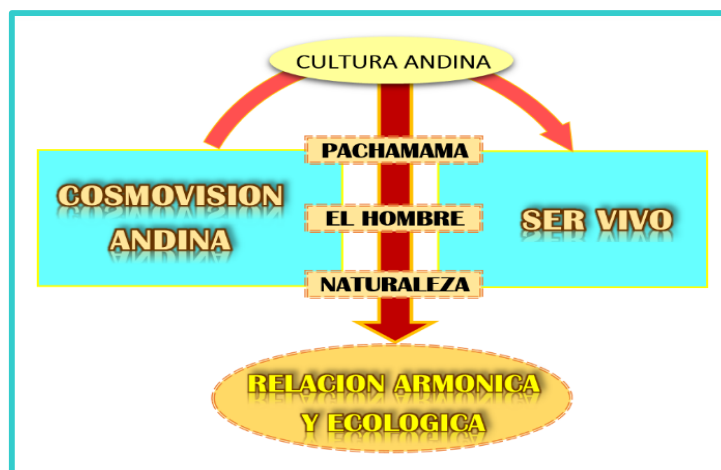 CULTURA ANDINA
PACHAMAMA
COSMOVISION
ANDINA
EL HOMBRE
SER VIVO
NATURALEZA
RELACION ARMONICA
Y ECOLOGICA